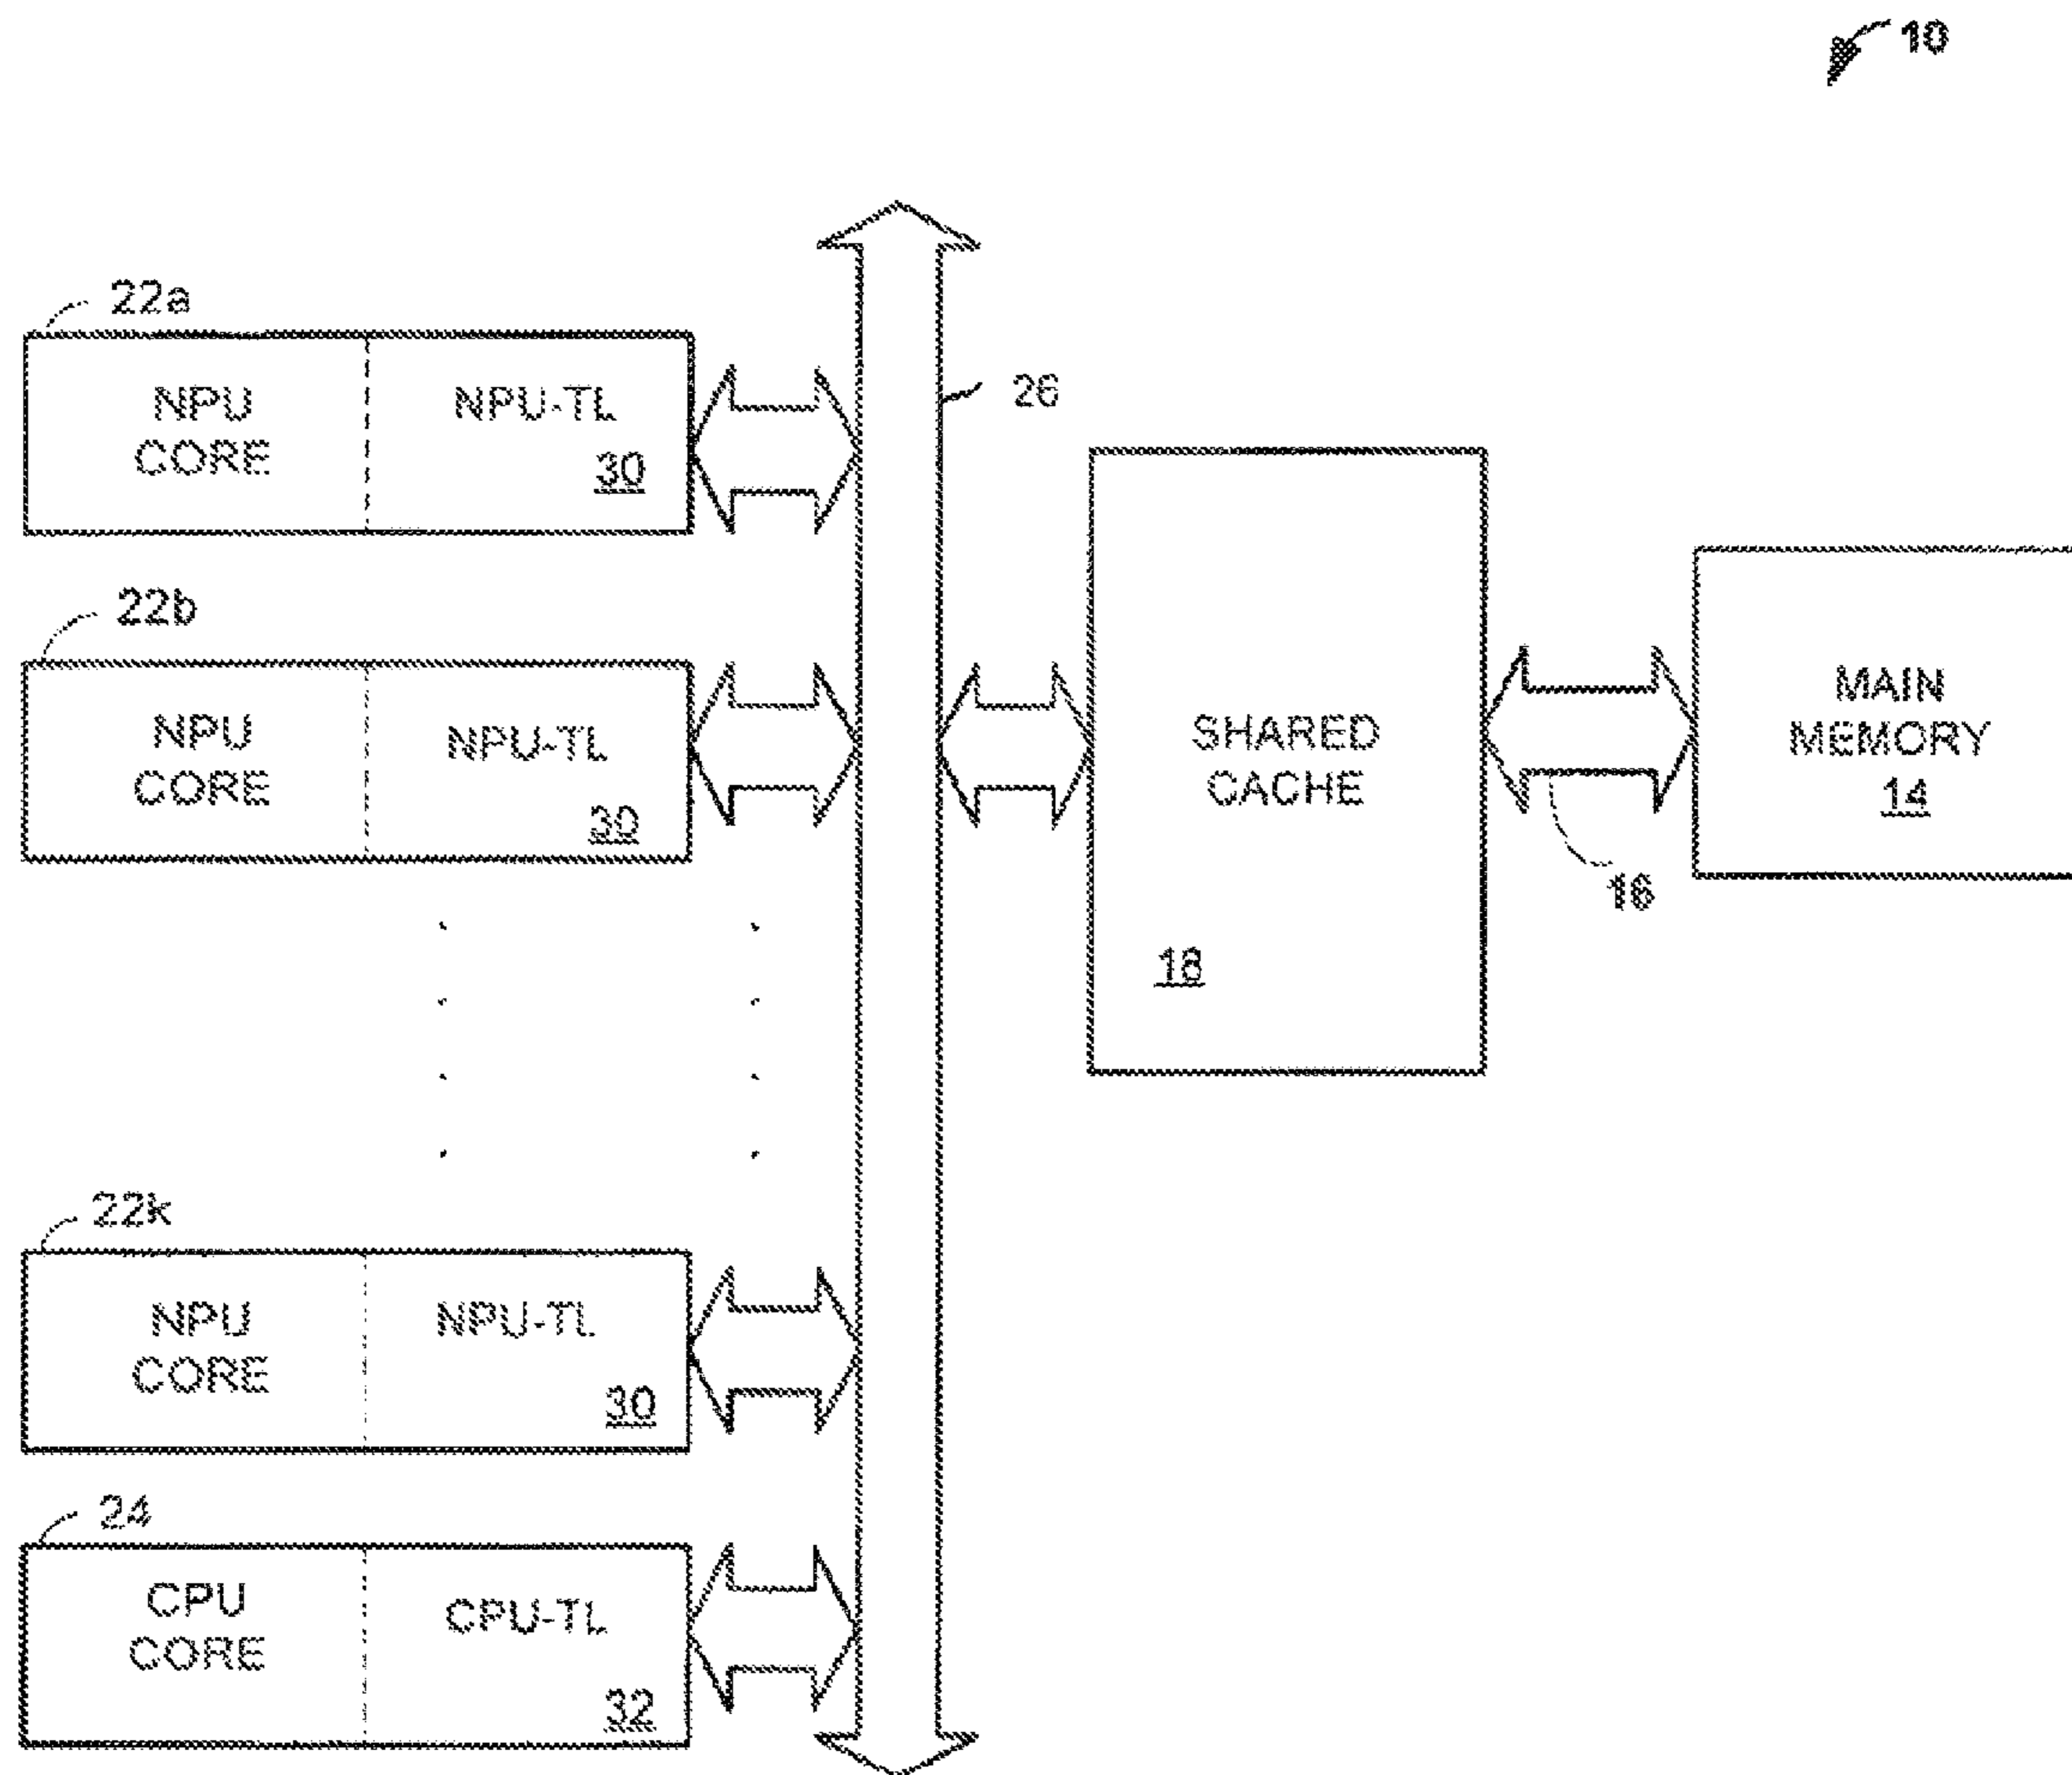 10
22a
NPU
CORE
NPU-TL
30
26
22b
NPU
CORE
NPU-TL
30
SHARED
CACHE
18
16
MAIN
MEMORY
14
22k
NPU
CORE
NPU-TL
30
24
CPU
CORE
CPU-TL
32